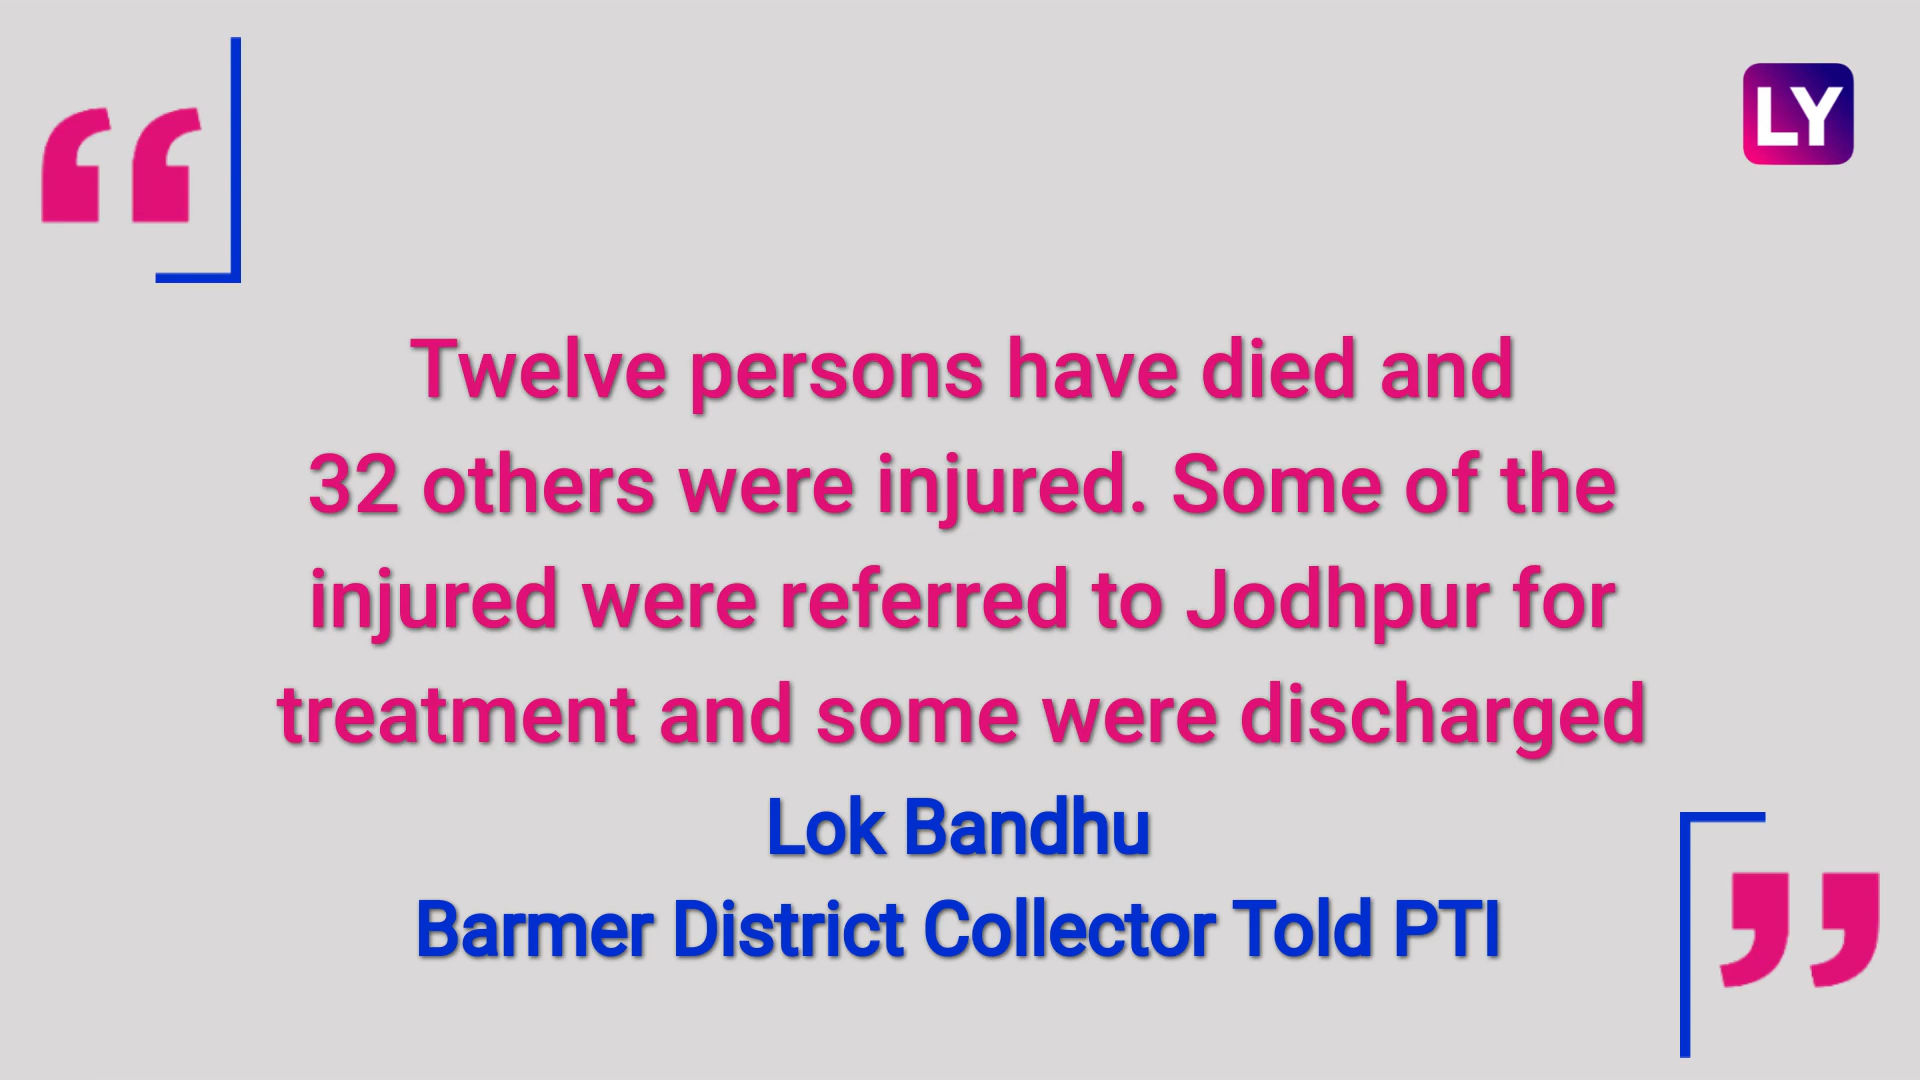 LY
Twelve persons have died and
32 others were injured. Some of the
injured were referred to Jodhpur for
treatment and some were discharged
Lok Bandhu
Barmer District Collector Told PTI